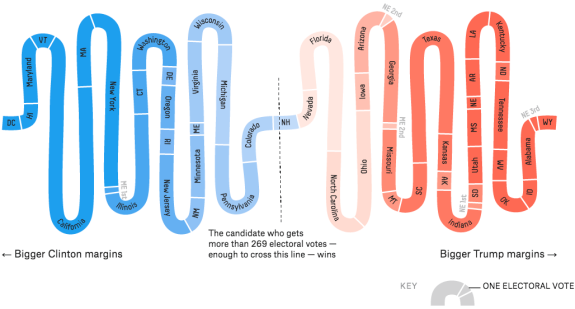 DC
HI
Maryland
VT
California
MA
New York
ME 1st
Illinois
CT
Washington
DE
Oregon
RI
New Jersey
NM
Minnesota
ME
Virginia
Wisconsin
Michigan
Pennsylvania
Colorado
NH
Nevada
Florida
North Carolina
Ohio
Iowa
Arizona
NE 2nd
Georgia
ME 2nd
Missouri
MT
SC
Texas
Kansas
AK
Indiana
NE 1st
SD
Utah
MS
NE
AR
LA
Kentucky
ND
Tennessee
WV
OK
ID
Alabama
NE 3rd
WY
The candidate who gets
more than 269 electoral votes —
enough to cross this line — wins
← Bigger Clinton margins
Bigger Trump margins →
KEY
ONE ELECTORAL VOTE